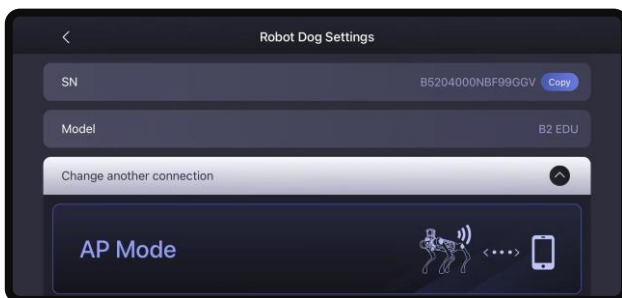 Robot Dog Settings
SN B5204000NBF99GGV Copy
Model B2 EDU
Change another connection
AP Mode